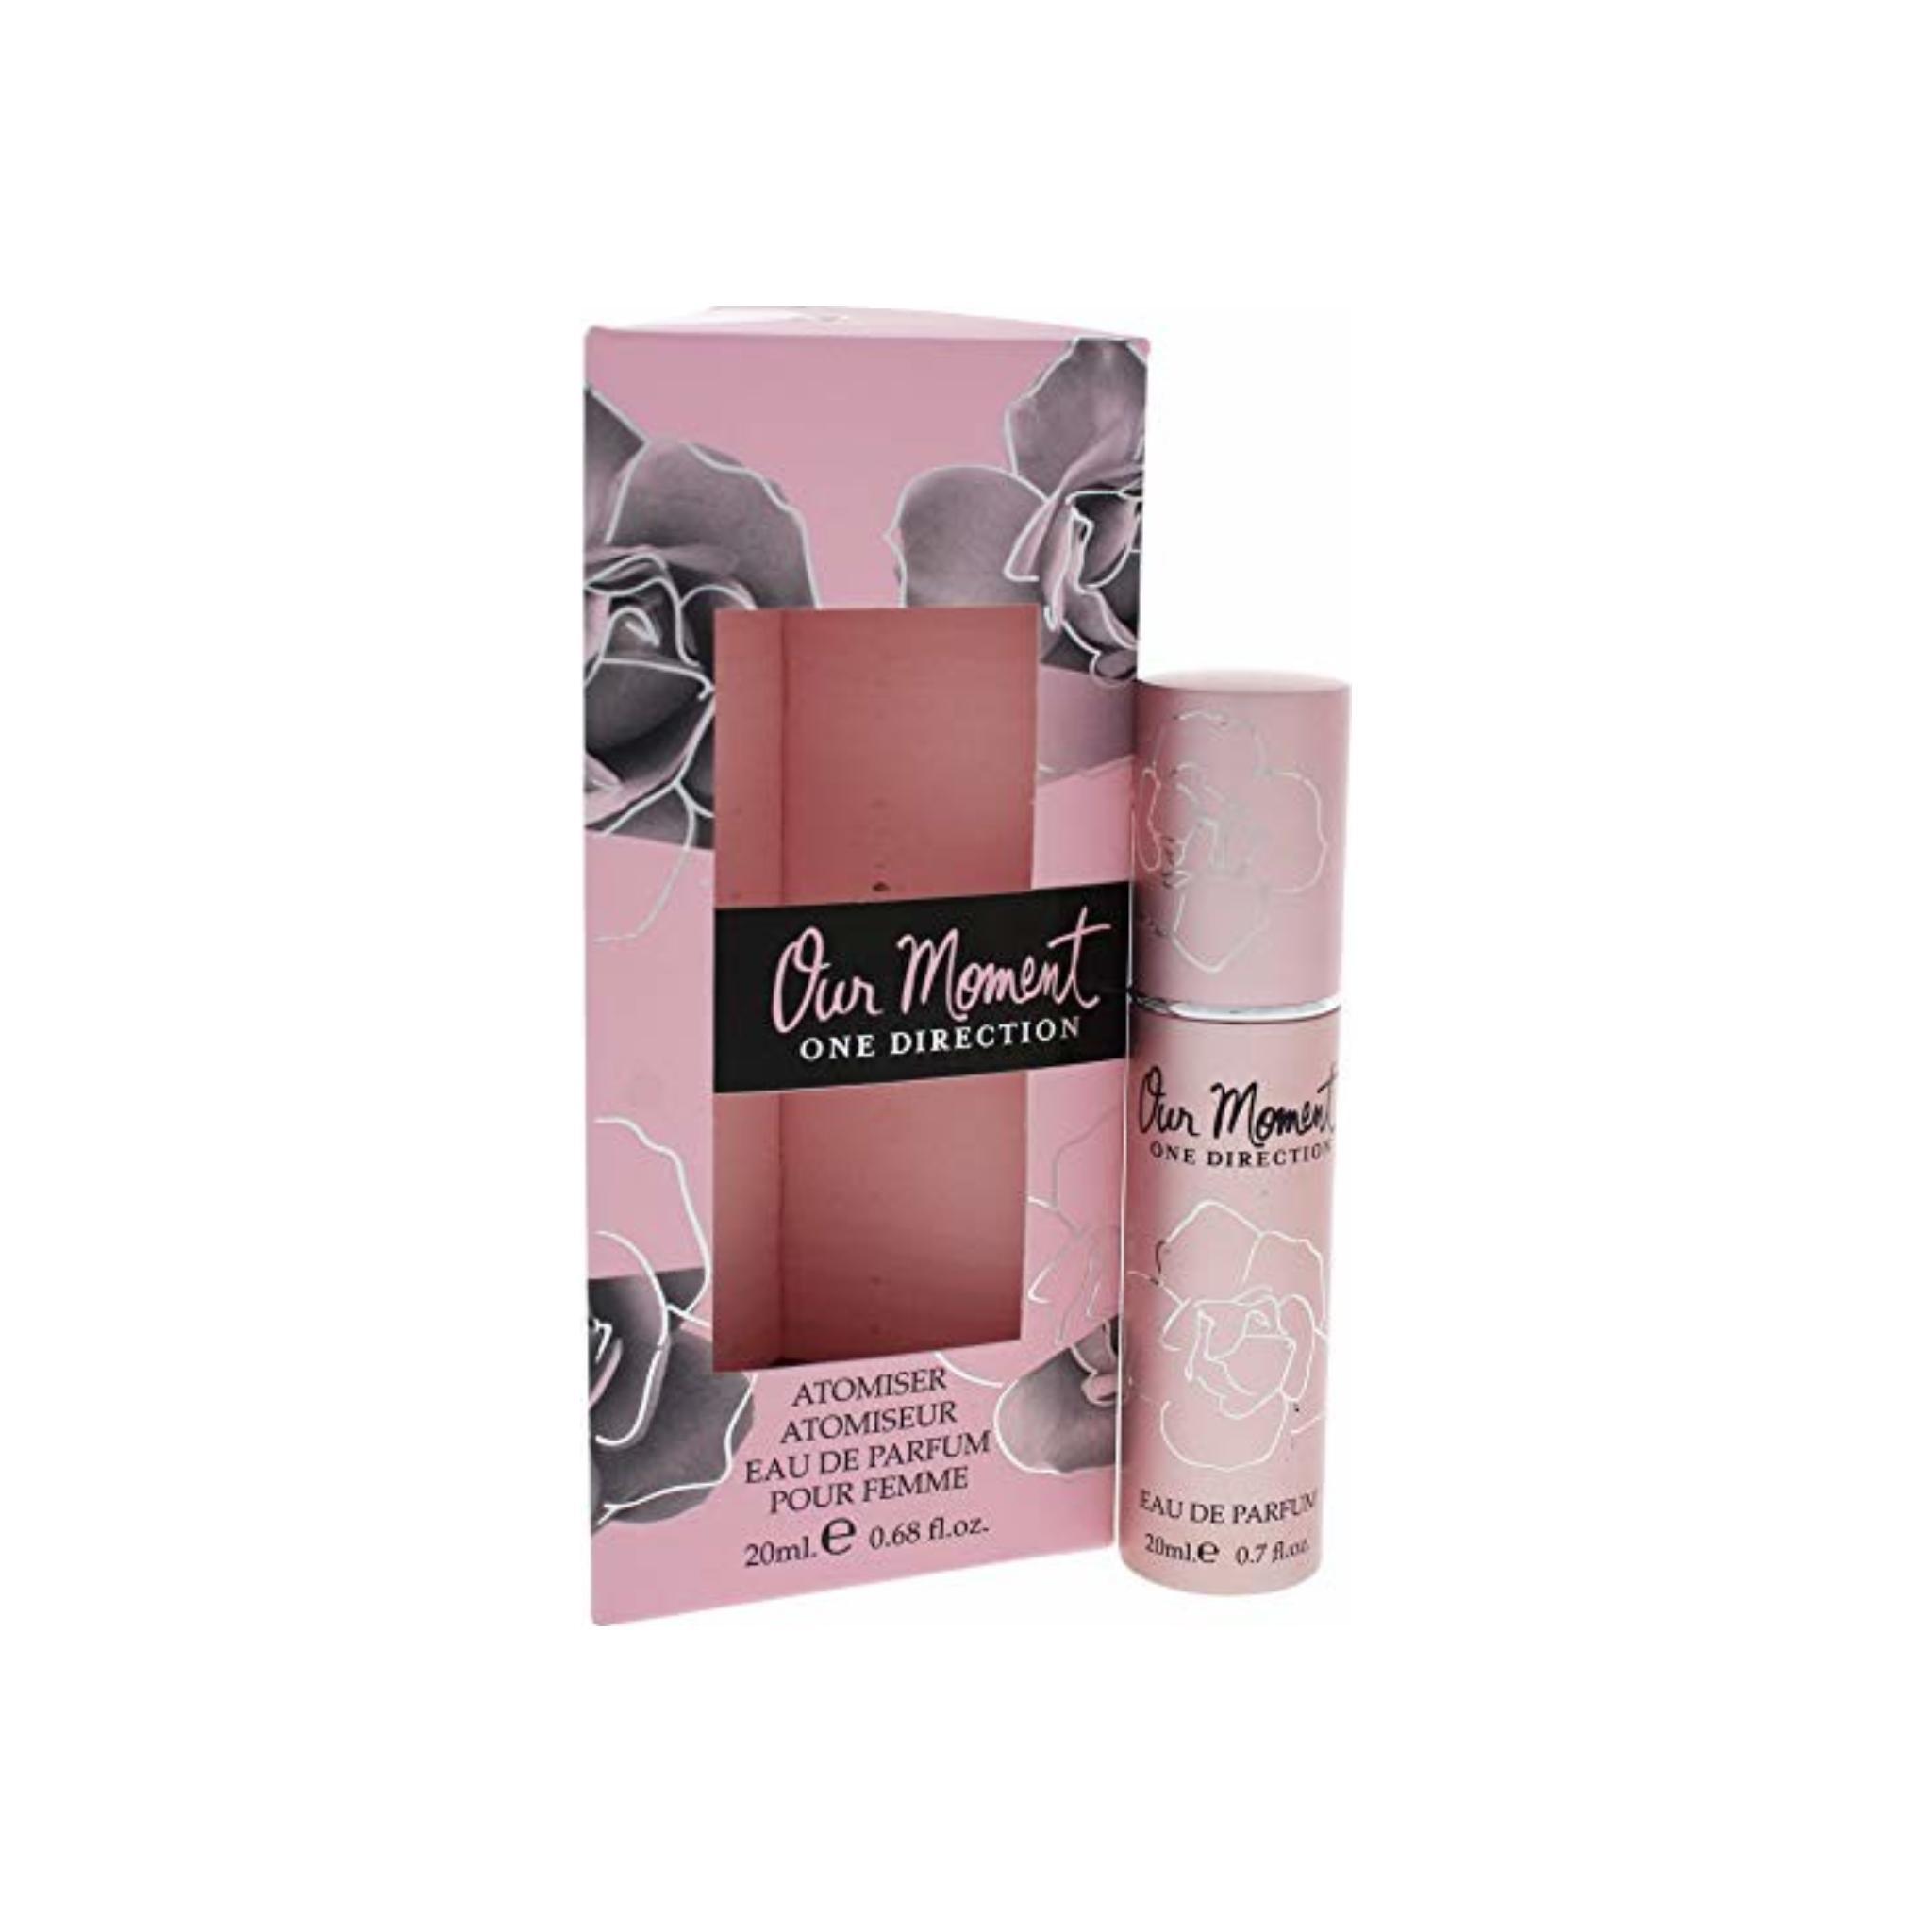 Our Moment
ONE DIRECTION
ATOMISER
ATOMISEUR
EAU DE PARFUM
POUR FEMME
20ml. e 0.68 fl.oz.
Our Moment
ONE DIRECTION
EAU DE PARFUM
20ml.e 0.7 fl.oz.